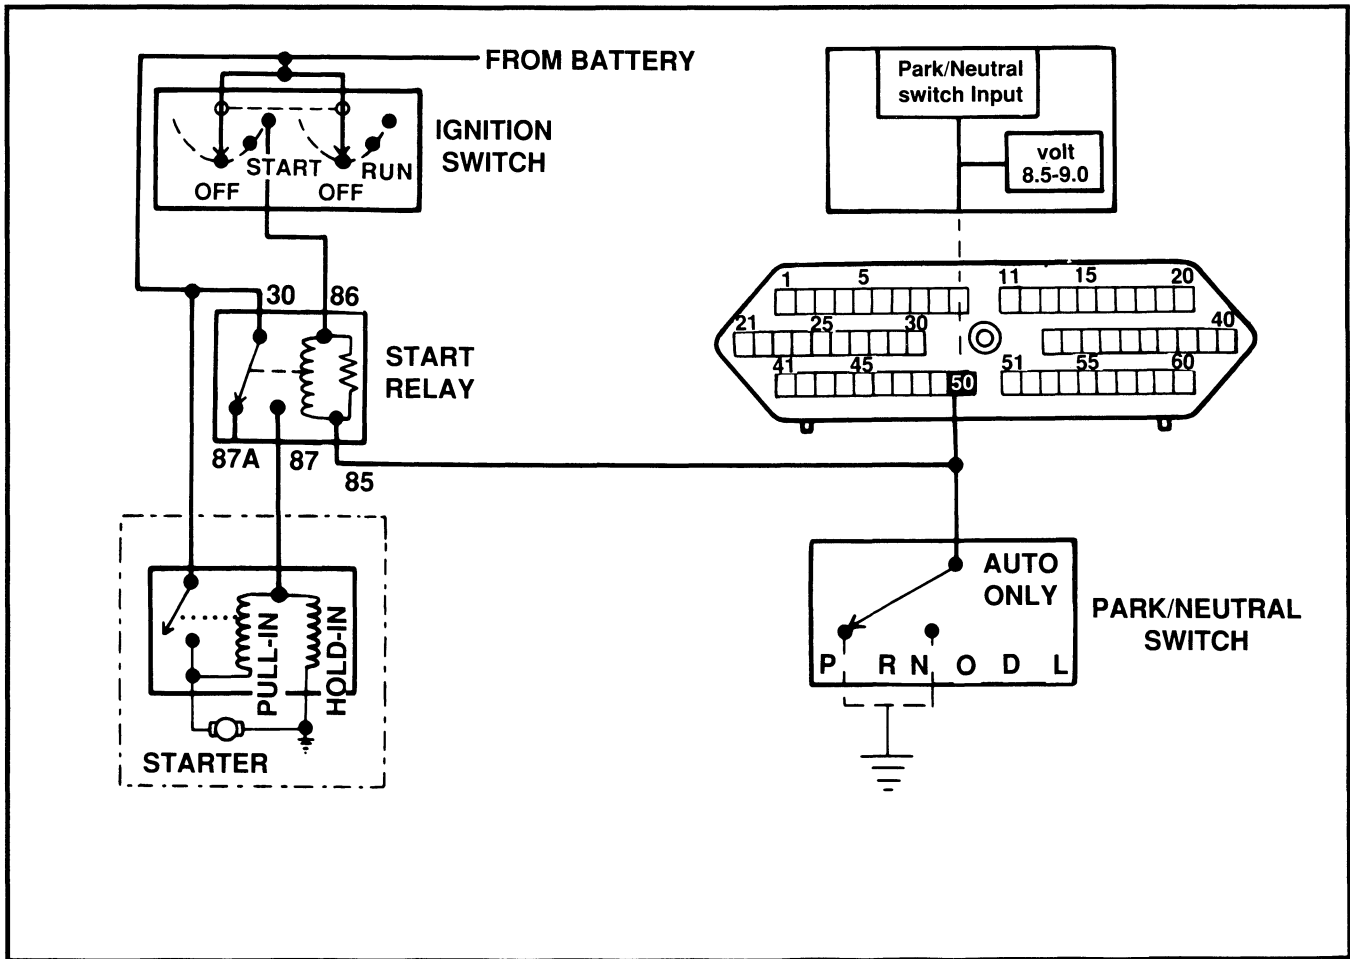 FROM BATTERY
Park/Neutral
switch Input
volt
8.5-9.0
IGNITION
SWITCH
START
RUN
OFF
OFF
30
86
START
RELAY
87A
87
85
1
5
11
15
20
21
25
30
40
41
45
50
51
55
60
PULL-IN
HOLD-IN
STARTER
AUTO
ONLY
P R N O D L
PARK/NEUTRAL
SWITCH